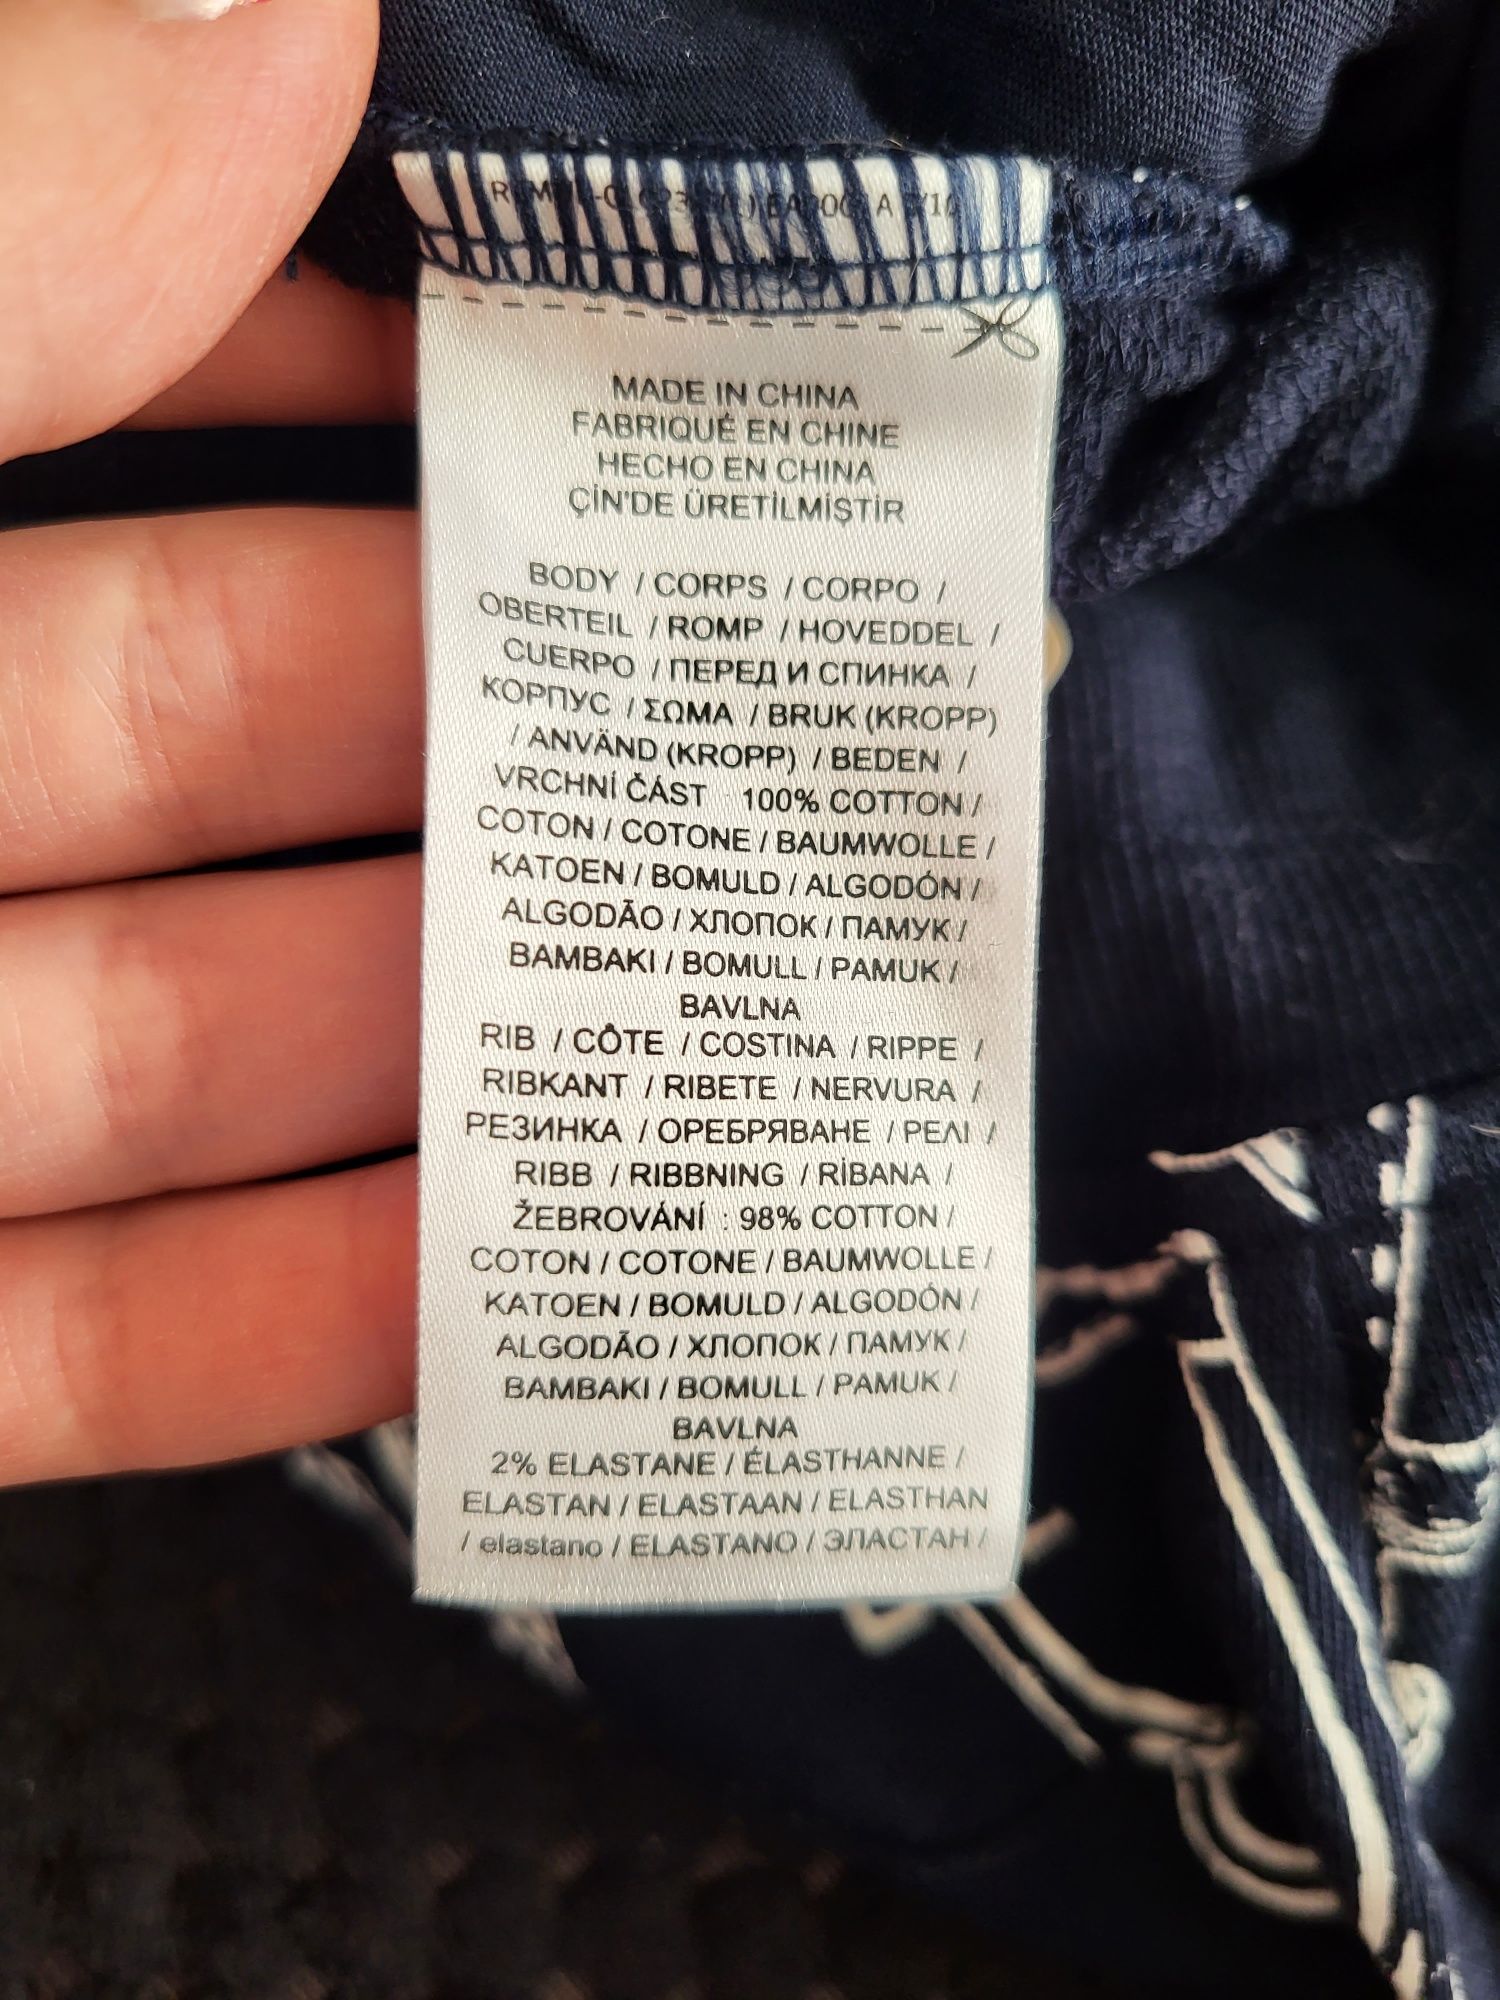 MADE IN CHINA
FABRIQUÉ EN CHINE
HECHO EN CHINA
ÇİN'DE ÜRETİLMİŞTİR
BODY / CORPS / CORPO /
OBERTEIL / ROMP / HOVEDDEL /
CUERPO / ПЕРЕД И СПИНКА /
КОРПУС / ΣΩΜΑ / BRUK (KROPP)
/ ANVÄND (KROPP) / BEDEN /
VRCHNÍ ČÁST : 100% COTTON /
COTON / COTONE / BAUMWOLLE /
KATOEN / BOMULD / ALGODÓN /
ALGODÃO / ХЛОПОК / ПАМУК /
BAMBAKI / BOMULL / PAMUK /
BAVLNA
RIB / CÔTE / COSTINA / RIPPE /
RIBKANT / RIBETE / NERVURA /
РЕЗИНКА / ОРЕБРЯВАНЕ / ΡΕΛΙ /
RIBB / RIBBNING / RİBANA /
ŽEBROVÁNÍ : 98% COTTON /
COTON / COTONE / BAUMWOLLE /
KATOEN / BOMULD / ALGODÓN /
ALGODÃO / ХЛОПОК / ПАМУК /
BAMBAKI / BOMULL / PAMUK /
BAVLNA
2% ELASTANE / ÉLASTHANNE /
ELASTAN / ELASTAAN / ELASTHAN
/ elastano / ELASTANO / ЭЛАСТАН /